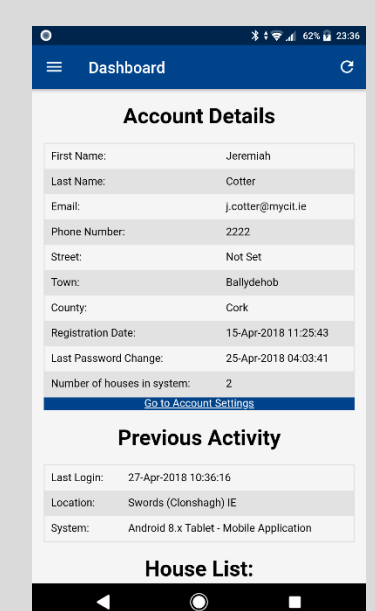 62% 23:36
Dashboard
Account Details
First Name: Jeremiah
Last Name: Cotter
Email: j.cotter@mycit.ie
Phone Number: 2222
Street: Not Set
Town: Ballydehob
County: Cork
Registration Date: 15-Apr-2018 11:25:43
Last Password Change: 25-Apr-2018 04:03:41
Number of houses in system: 2
Go to Account Settings
Previous Activity
Last Login: 27-Apr-2018 10:36:16
Location: Swords (Clonshagh) IE
System: Android 8.x Tablet - Mobile Application
House List: